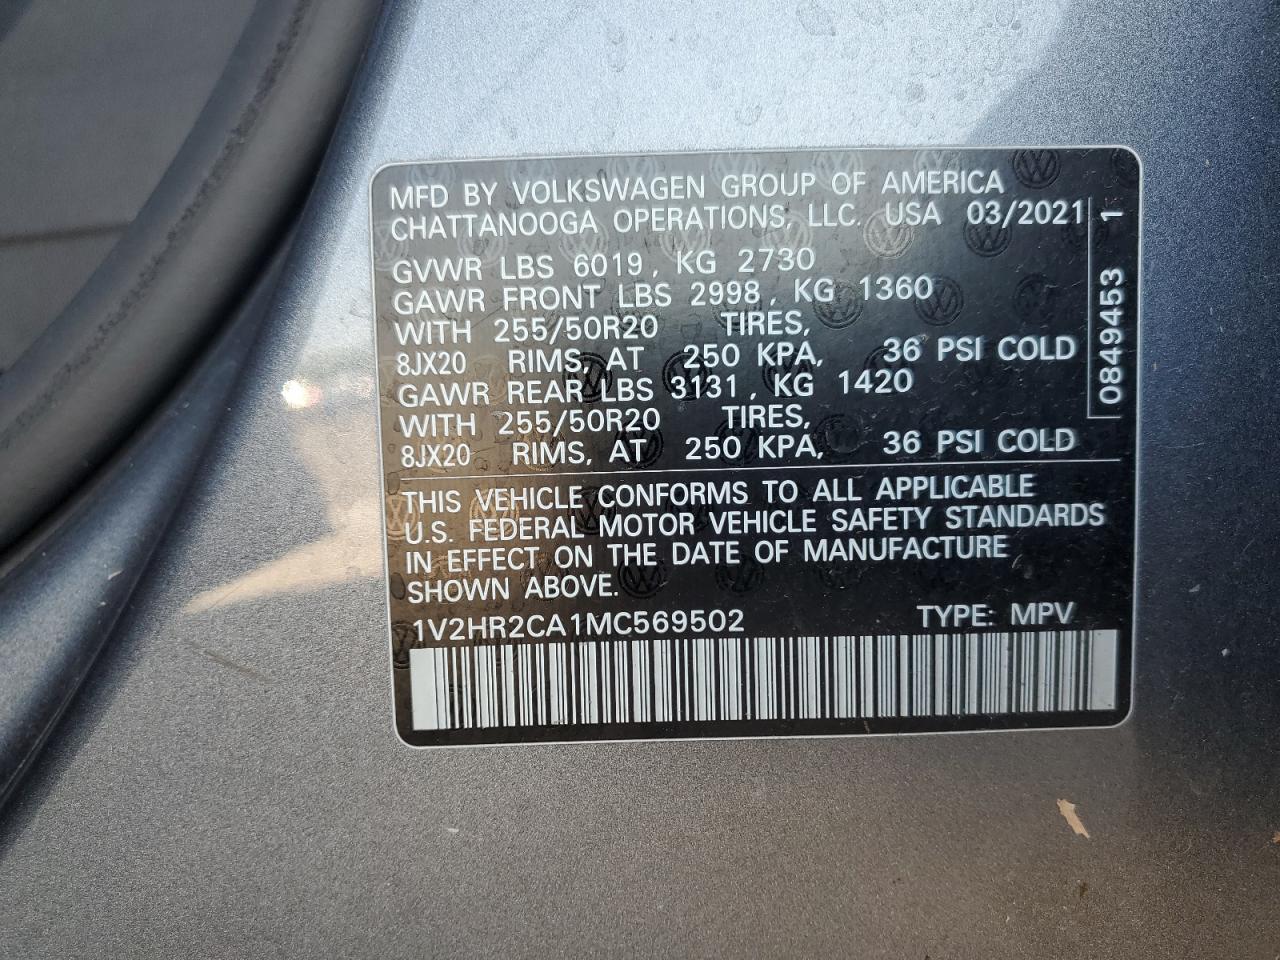 MFD BY VOLKSWAGEN GROUP OF AMERICA
CHATTANOOGA OPERATIONS, LLC. USA 03/2021
GVWR LBS 6019, KG 2730
GAWR FRONT LBS 2998, KG 1360
WITH 255/50R20 TIRES,
8JX20 RIMS, AT 250 KPA, 36 PSI COLD
GAWR REAR LBS 3131, KG 1420
WITH 255/50R20 TIRES,
8JX20 RIMS, AT 250 KPA, 36 PSI COLD
THIS VEHICLE CONFORMS TO ALL APPLICABLE
U.S. FEDERAL MOTOR VEHICLE SAFETY STANDARDS
IN EFFECT ON THE DATE OF MANUFACTURE
SHOWN ABOVE.
1V2HR2CA1MC569502 TYPE: MPV
0849453 1